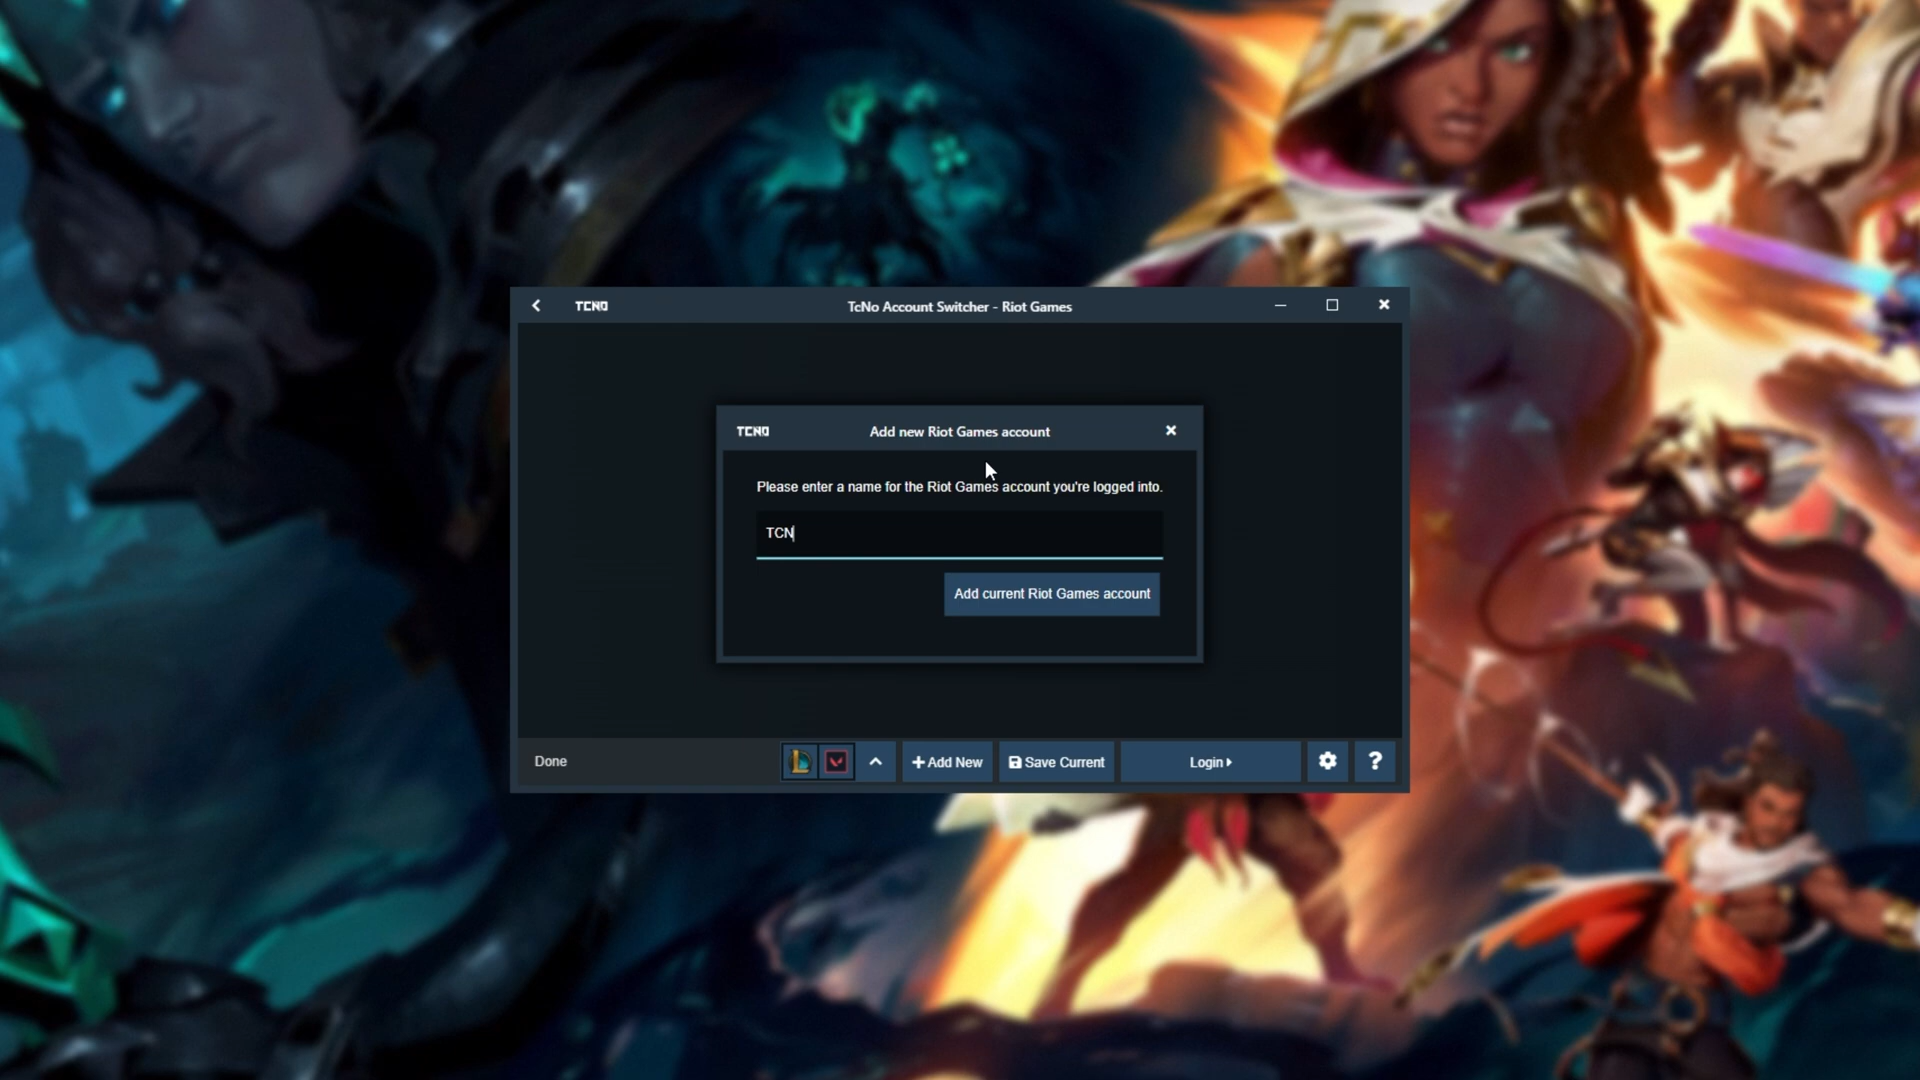 TCNO
TcNo Account Switcher - Riot Games
TCNO
Add new Riot Games account
Please enter a name for the Riot Games account you're logged into.
TCN
Add current Riot Games account
Done
+ Add New
Save Current
Login
?